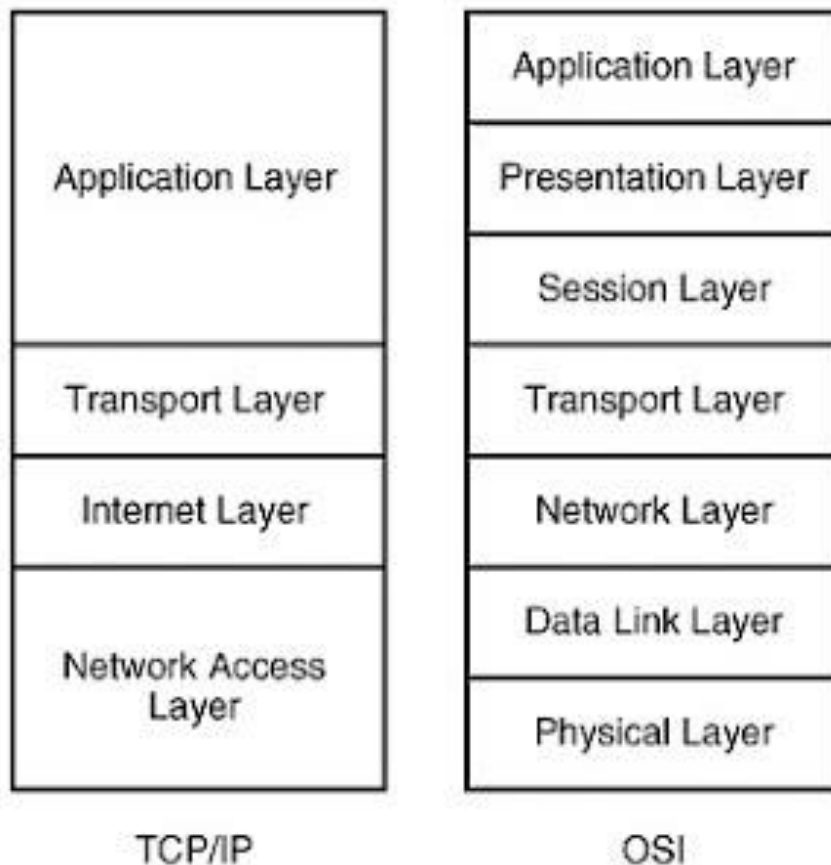 Application Layer
Transport Layer
Internet Layer
Network Access
Layer
TCP/IP
Application Layer
Presentation Layer
Session Layer
Transport Layer
Network Layer
Data Link Layer
Physical Layer
OSI